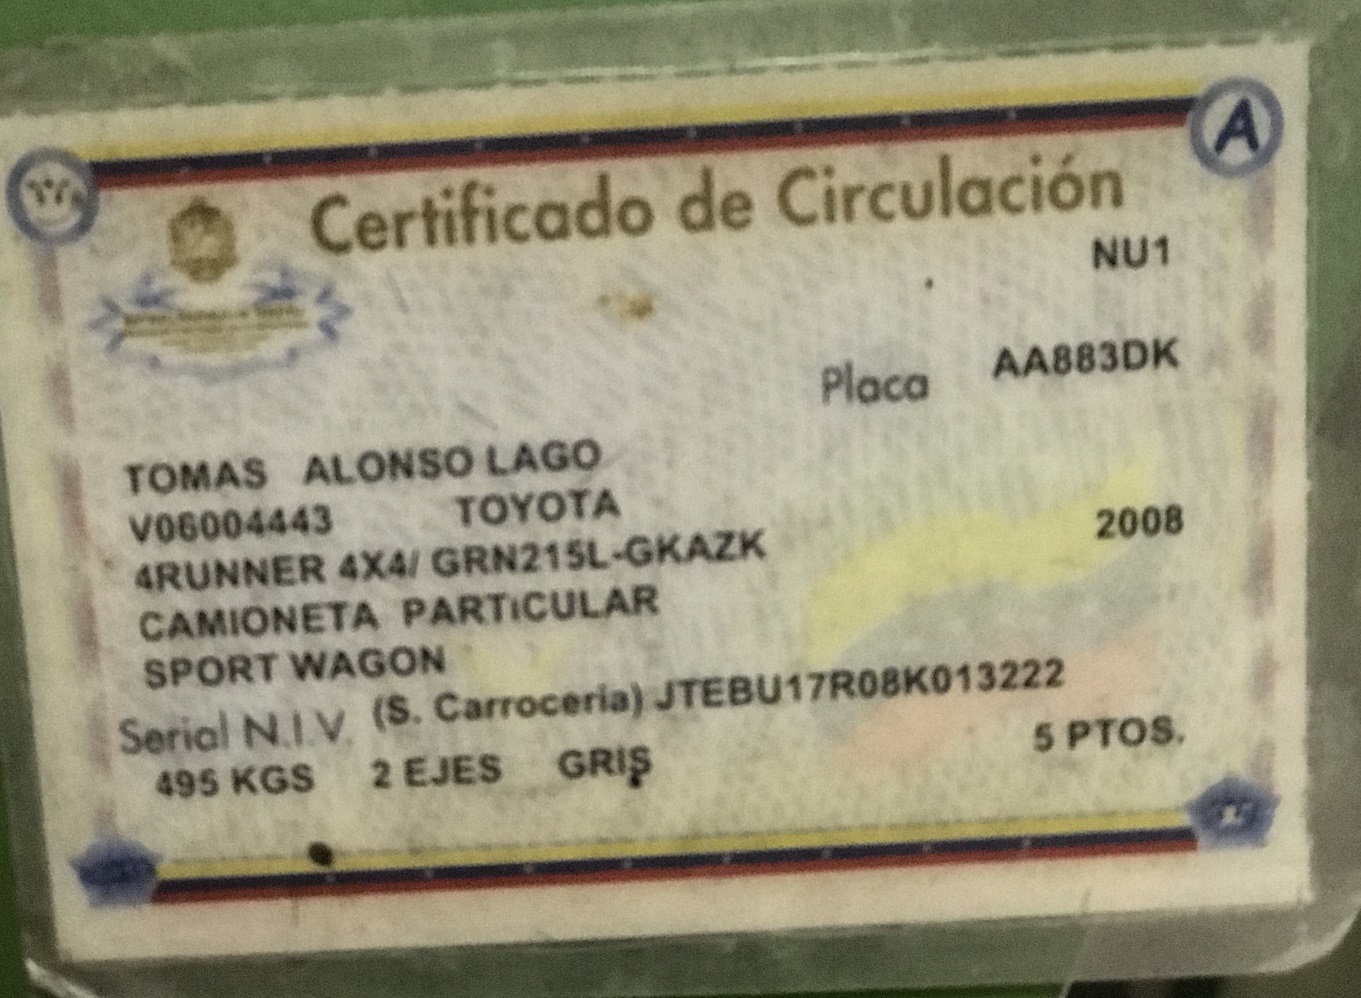 A
Certificado de Circulación
NU1
Placa AA883DK
TOMAS ALONSO LAGO
V06004443 TOYOTA
4RUNNER 4X4/ GRN215L-GKAZK 2008
CAMIONETA PARTICULAR
SPORT WAGON
Serial N.I.V. (S. Carroceria) JTEBU17R08K013222
495 KGS 2 EJES GRIS 5 PTOS.